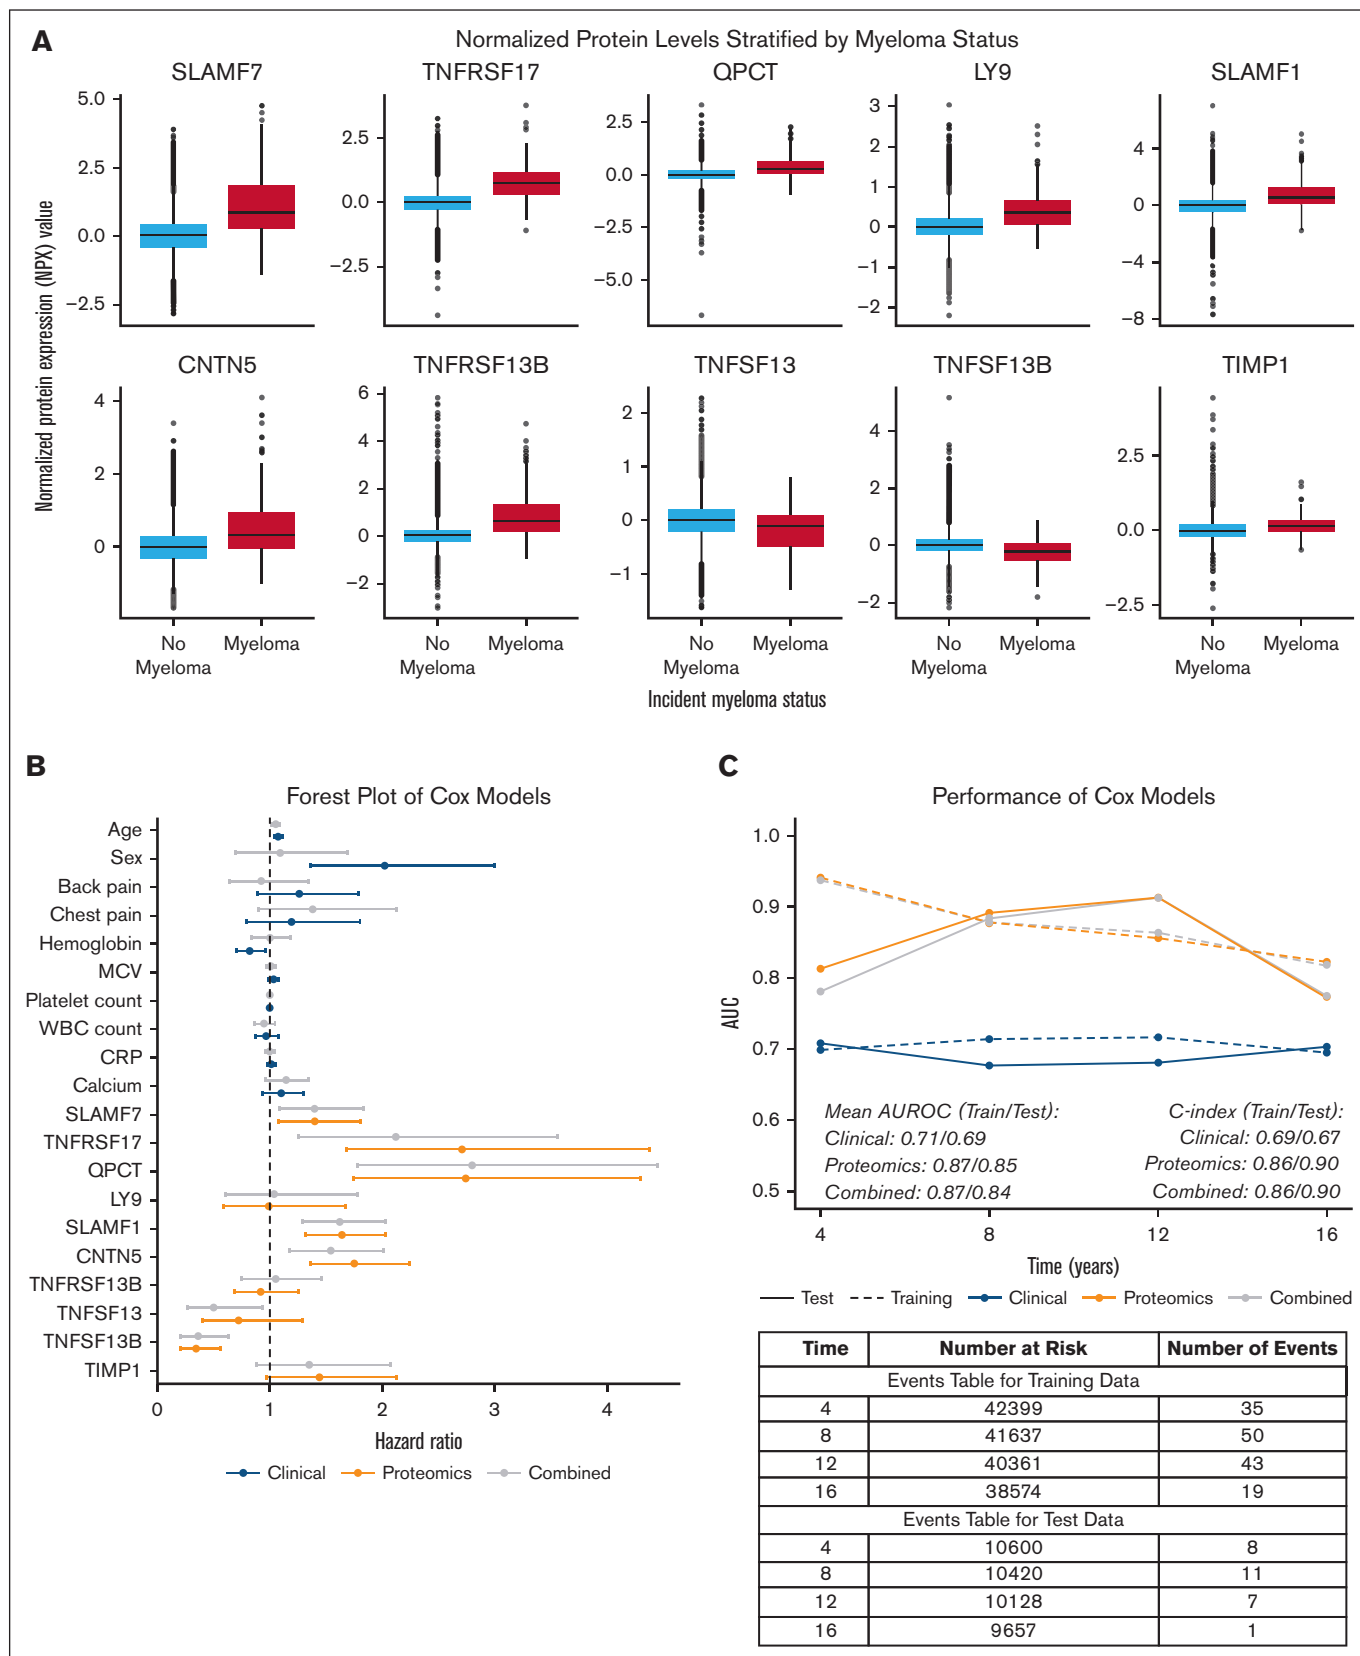 A
Normalized Protein Levels Stratified by Myeloma Status
SLAMF7 TNFRSF17 QPCT LY9 SLAMF1
5.0
2.5
0.0
−2.5
2.5
0.0
−2.5
2.5
0.0
−2.5
−5.0
3
2
1
0
−1
−2
4
0
−4
−8
Normalized protein expression (NPX) value
CNTN5 TNFRSF13B TNFSF13 TNFSF13B TIMP1
4
2
0
6
4
2
0
−2
2
1
0
−1
4
2
0
−2
2.5
0.0
−2.5
No Myeloma No Myeloma No Myeloma No Myeloma No Myeloma
Myeloma Myeloma Myeloma Myeloma Myeloma
Incident myeloma status
B
Forest Plot of Cox Models
Age
Sex
Back pain
Chest pain
Hemoglobin
MCV
Platelet count
WBC count
CRP
Calcium
SLAMF7
TNFRSF17
QPCT
LY9
SLAMF1
CNTN5
TNFRSF13B
TNFSF13
TNFSF13B
TIMP1
0 1 2 3 4
Hazard ratio
Clinical Proteomics Combined
C
Performance of Cox Models
1.0
0.9
0.8
0.7
0.6
0.5
AUC
Mean AUROC (Train/Test): C-index (Train/Test):
Clinical: 0.71/0.69 Clinical: 0.69/0.67
Proteomics: 0.87/0.85 Proteomics: 0.86/0.90
Combined: 0.87/0.84 Combined: 0.86/0.90
4 8 12 16
Time (years)
Test Training Clinical Proteomics Combined
Time Number at Risk Number of Events
Events Table for Training Data
4 42399 35
8 41637 50
12 40361 43
16 38574 19
Events Table for Test Data
4 10600 8
8 10420 11
12 10128 7
16 9657 1